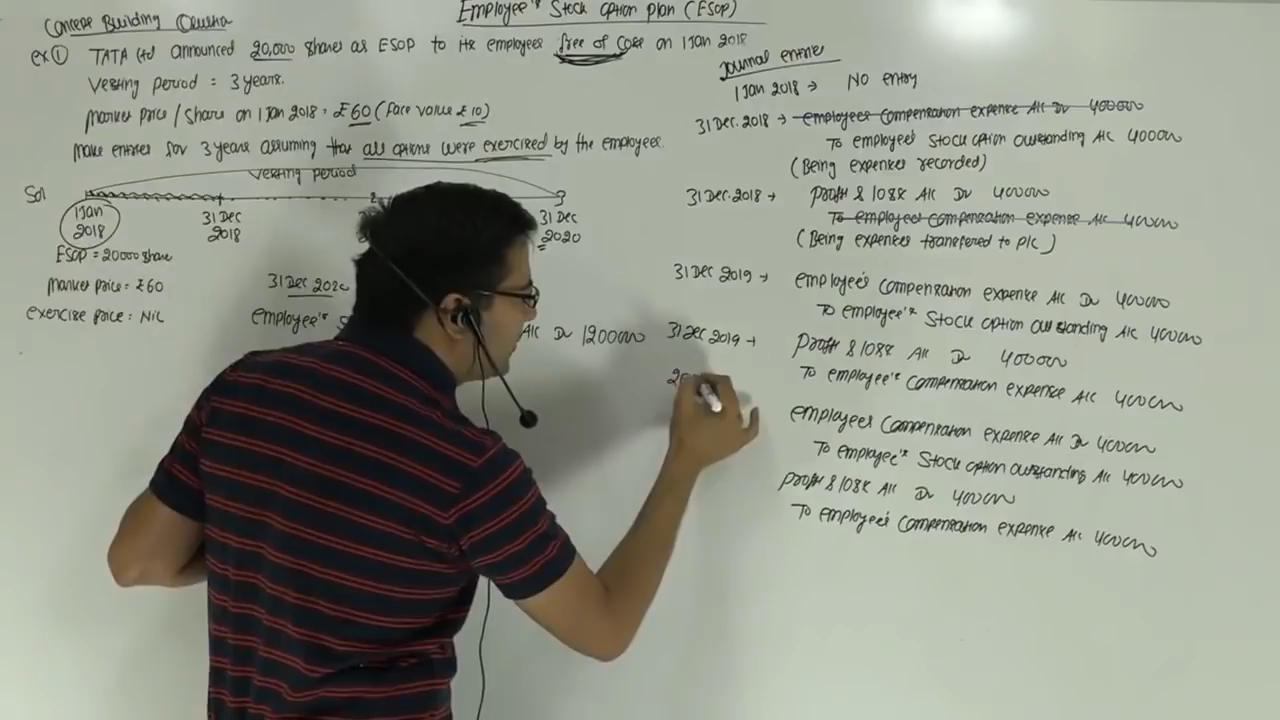 Employee's Stock Option Plan (ESOP)
Concept Building Question
ex ① TATA Ltd announced 20,000 shares as ESOP to its employees free of cost on 1 Jan 2018
Vesting period = 3 years.
Market price / share on 1 Jan 2018 = ₹60 (Face value ₹10)
Make entries for 3 years assuming that all options were exercised by the employees.
Vesting period
Sol
2
3
1 Jan 2018
31 Dec 2018
31 Dec 2020
ESOP = 20000 share
Market price = ₹60
exercise price = NIL
31 Dec 2020
employee's
A/c Dr 1200000
Journal entries
1 Jan 2018 → No entry
31 Dec. 2018 → employees compensation expense A/c Dr 400000
To employee's Stock option outstanding A/c 400000
(Being expenses recorded)
31 Dec. 2018 → profit & loss A/c Dr 400000
To employees compensation expense A/c 400000
(Being expenses transferred to P/L)
31 Dec 2019 → employee's compensation expense A/c Dr 400000
To employee's Stock option outstanding A/c 400000
31 Dec 2019 → profit & loss A/c Dr 400000
To employee's compensation expense A/c 400000
employees compensation expense A/c Dr 400000
To employee's Stock option outstanding A/c 400000
profit & loss A/c Dr 400000
To employee's compensation expense A/c 400000